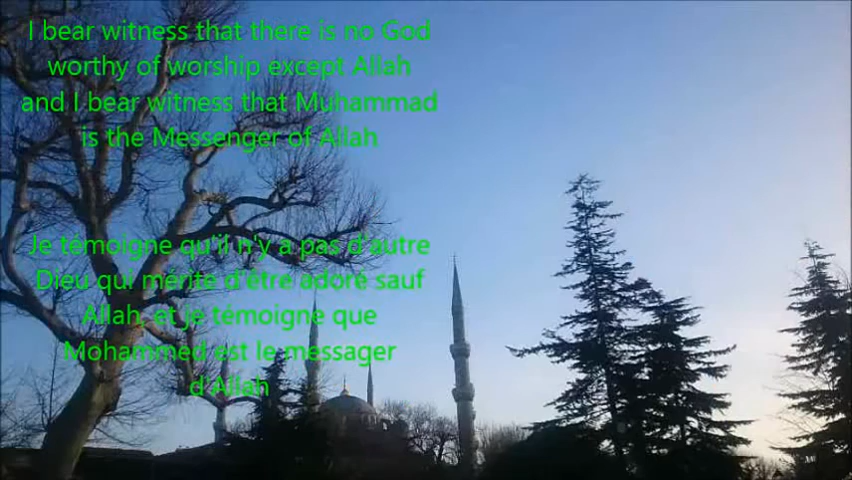 I bear witness that there is no God
worthy of worship except Allah
and I bear witness that Muhammad
is the Messenger of Allah
Je témoigne qu'il n'y a pas d'autre
Dieu qui mérite d'être adoré sauf
Allah, et je témoigne que
Mohammed est le messager
d'Allah